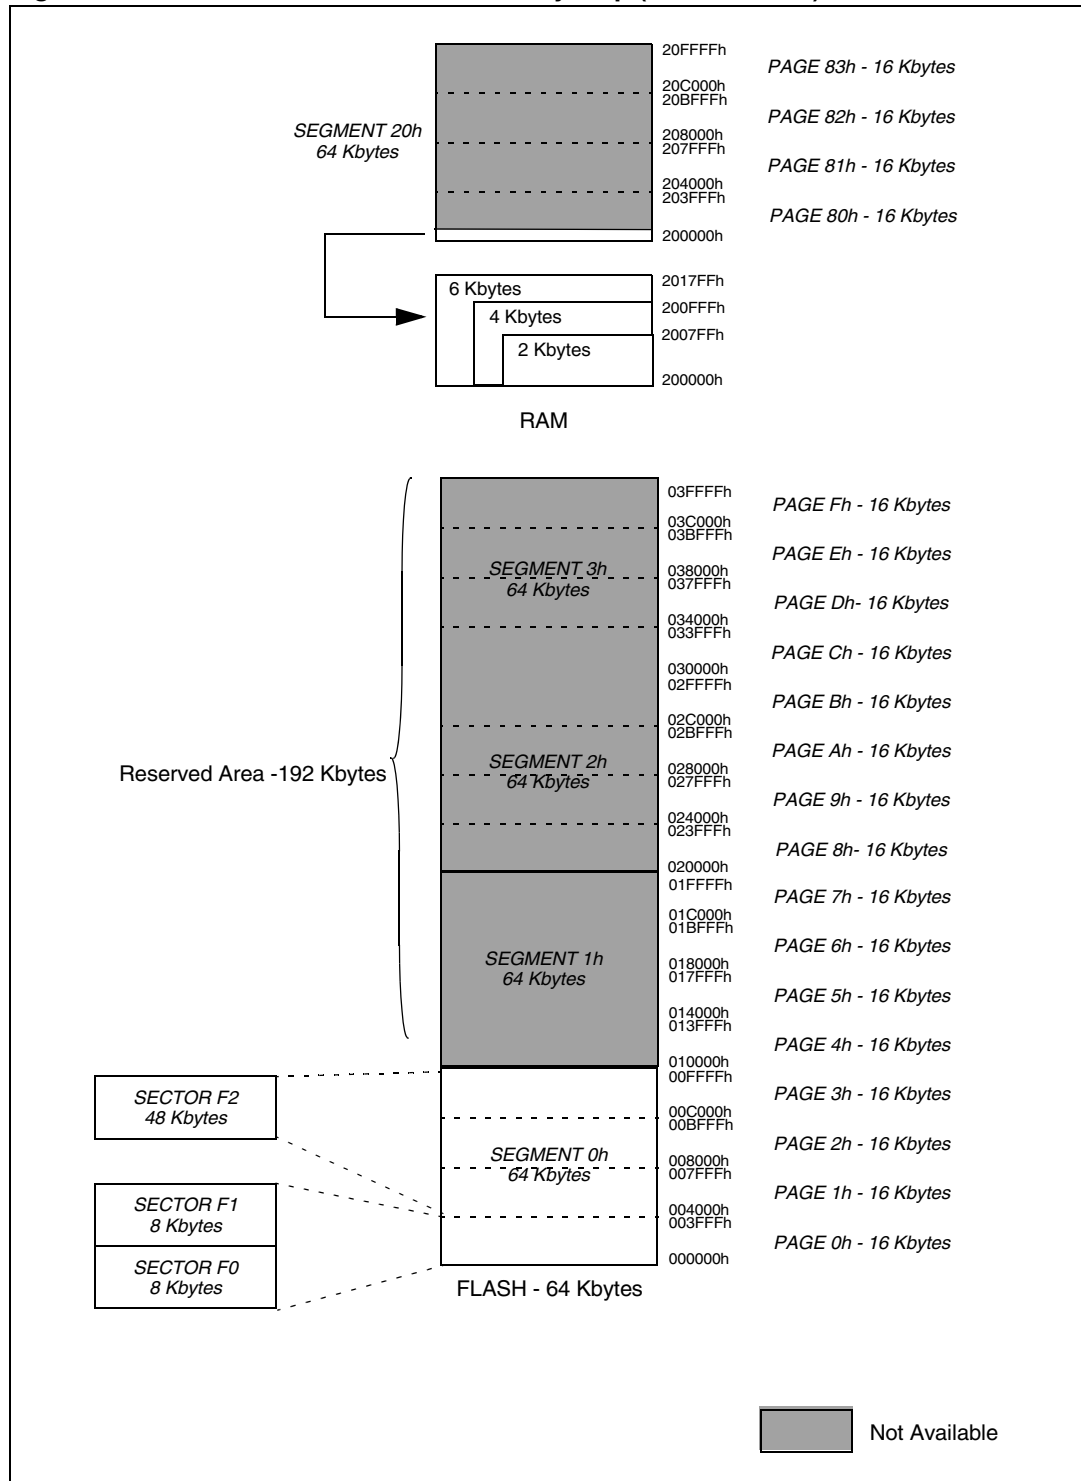 20FFFFh
PAGE 83h - 16 Kbytes
20C000h
20BFFFh
PAGE 82h - 16 Kbytes
SEGMENT 20h
64 Kbytes
208000h
207FFFh
PAGE 81h - 16 Kbytes
204000h
203FFFh
PAGE 80h - 16 Kbytes
200000h
6 Kbytes
2017FFh
4 Kbytes
200FFFh
2 Kbytes
2007FFh
200000h
RAM
03FFFFh
PAGE Fh - 16 Kbytes
03C000h
03BFFFh
PAGE Eh - 16 Kbytes
SEGMENT 3h
64 Kbytes
038000h
037FFFh
PAGE Dh- 16 Kbytes
034000h
033FFFh
PAGE Ch - 16 Kbytes
030000h
02FFFFh
PAGE Bh - 16 Kbytes
02C000h
02BFFFh
PAGE Ah - 16 Kbytes
Reserved Area -192 Kbytes
SEGMENT 2h
64 Kbytes
028000h
027FFFh
PAGE 9h - 16 Kbytes
024000h
023FFFh
PAGE 8h- 16 Kbytes
020000h
01FFFFh
PAGE 7h - 16 Kbytes
01C000h
01BFFFh
PAGE 6h - 16 Kbytes
SEGMENT 1h
64 Kbytes
018000h
017FFFh
PAGE 5h - 16 Kbytes
014000h
013FFFh
PAGE 4h - 16 Kbytes
010000h
00FFFFh
PAGE 3h - 16 Kbytes
SECTOR F2
48 Kbytes
00C000h
00BFFFh
PAGE 2h - 16 Kbytes
SEGMENT 0h
64 Kbytes
008000h
007FFFh
PAGE 1h - 16 Kbytes
SECTOR F1
8 Kbytes
004000h
003FFFh
PAGE 0h - 16 Kbytes
SECTOR F0
8 Kbytes
000000h
FLASH - 64 Kbytes
Not Available